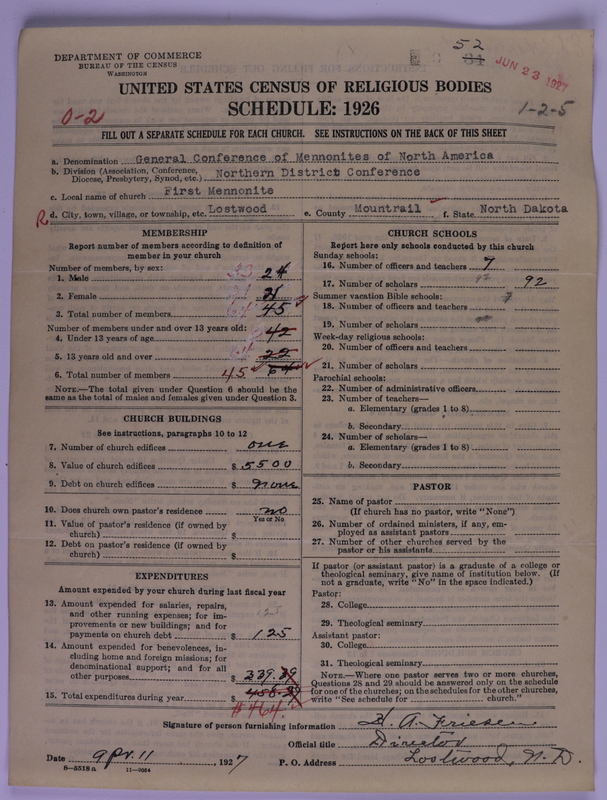 52
DEPARTMENT OF COMMERCE
BUREAU OF THE CENSUS
WASHINGTON
31
JUN 23 1927
UNITED STATES CENSUS OF RELIGIOUS BODIES
SCHEDULE: 1926
0-2
1-2-5
FILL OUT A SEPARATE SCHEDULE FOR EACH CHURCH. SEE INSTRUCTIONS ON THE BACK OF THIS SHEET
a. Denomination General Conference of Mennonites of North America
b. Division (Association, Conference, Diocese, Presbytery, Synod, etc.) Northern District Conference
c. Local name of church First Mennonite
R d. City, town, village, or township, etc. Lostwood e. County Mountrail f. State North Dakota
MEMBERSHIP
Report number of members according to definition of
member in your church
Number of members by sex:
1. Male 24
2. Female 21
3. Total number of members 45
Number of members under and over 13 years old:
4. Under 13 years of age 42
5. 13 years old and over 22
6. Total number of members 45 64
NOTE.—The total given under Question 6 should be the
same as the total of males and females given under Question 3.
CHURCH BUILDINGS
See instructions, paragraphs 10 to 12
7. Number of church edifices one
8. Value of church edifices $ 5500
9. Debt on church edifices $ none
10. Does church own pastor's residence? no
Yes or No
11. Value of pastor's residence (if owned by
church) $
12. Debt on pastor's residence (if owned by
church) $
EXPENDITURES
Amount expended by your church during last fiscal year
13. Amount expended for salaries, repairs,
and other running expenses; for im-
provements or new buildings; and for 125
payments on church debt $ 125
14. Amount expended for benevolences, in-
cluding home and foreign missions; for
denominational support; and for all
other purposes $ 339.39
15. Total expenditures during year $
#464.
CHURCH SCHOOLS
Report here only schools conducted by this church
Sunday schools:
16. Number of officers and teachers 7
17. Number of scholars 92 92
Summer vacation Bible schools: 7
18. Number of officers and teachers
19. Number of scholars
Week-day religious schools:
20. Number of officers and teachers
21. Number of scholars
Parochial schools:
22. Number of administrative officers
23. Number of teachers—
a. Elementary (grades 1 to 8)
b. Secondary
24. Number of scholars—
a. Elementary (grades 1 to 8)
b. Secondary
PASTOR
25. Name of pastor
(If church has no pastor, write "None")
26. Number of ordained ministers, if any, em-
ployed as assistant pastors
27. Number of other churches served by the
pastor or his assistants
If pastor (or assistant pastor) is a graduate of a college or
theological seminary, give name of institution below. (If
not a graduate, write "No" in the space indicated.)
Pastor:
28. College
29. Theological seminary
Assistant pastor:
30. College
31. Theological seminary
NOTE.—Where one pastor serves two or more churches,
Questions 28 and 29 should be answered only on the schedule
for one of the churches; on the schedules for the other churches,
write "See schedule for church."
Signature of person furnishing information A. Friesen
Official title Director
Date apr. 11, 1927 P. O. Address Lostwood, N. D.
8—5518 a 11—9054